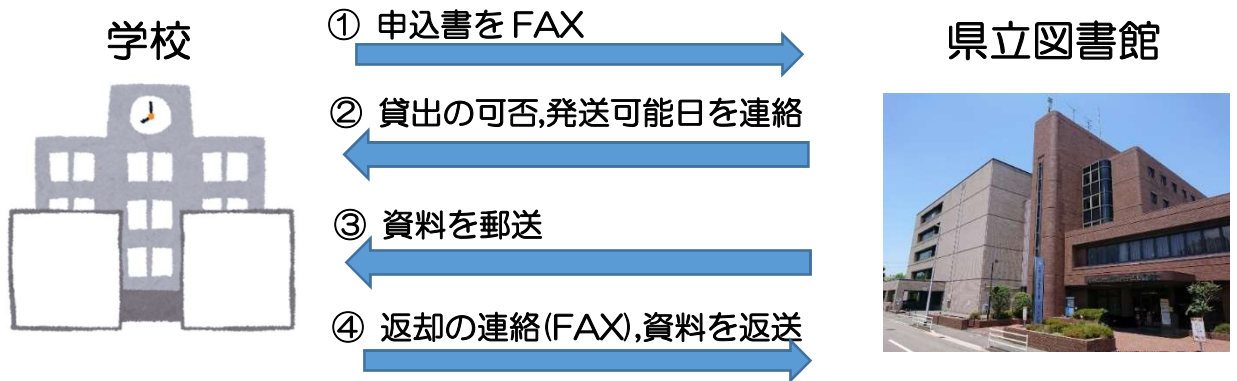 学校
① 申込書をFAX
県立図書館
② 貸出の可否,発送可能日を連絡
③ 資料を郵送
④ 返却の連絡(FAX),資料を返送